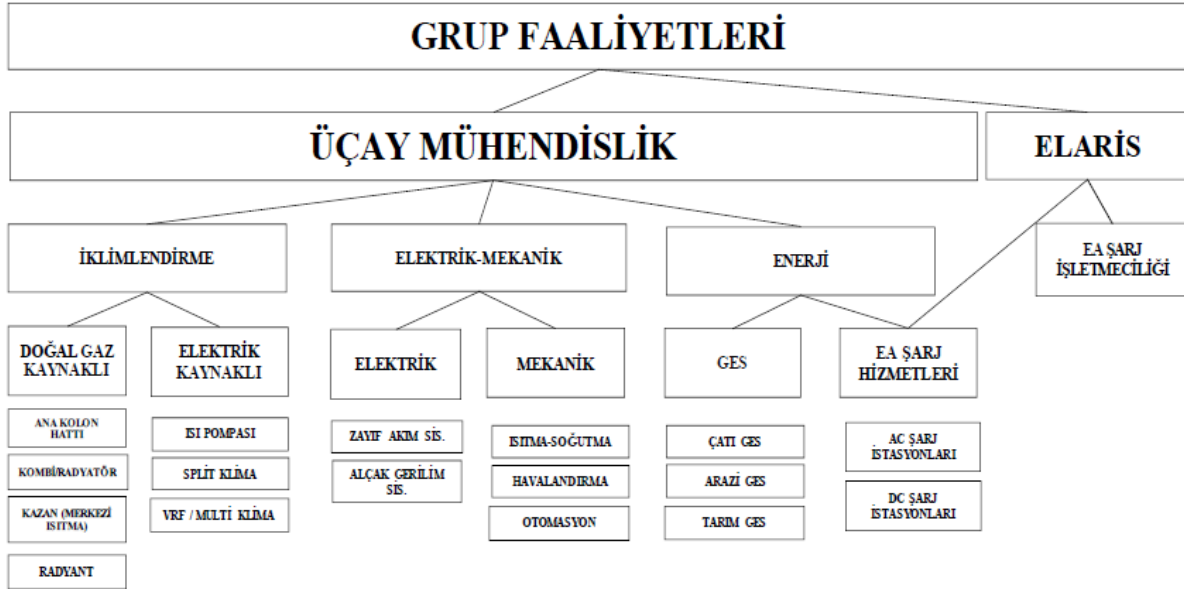 GRUP FAALİYETLERİ
ÜÇAY MÜHENDİSLİK
ELARİS
İKLİMLENDİRME
ELEKTRİK-MEKANİK
ENERJİ
EA ŞARJ
İŞLETMECİLİĞİ
DOĞAL GAZ
KAYNAKLI
ELEKTRİK
KAYNAKLI
ELEKTRİK
MEKANİK
GES
EA ŞARJ
HİZMETLERİ
ANA KOLON
HATTI
KOMBİ/RADYATÖR
KAZAN (MERKEZİ
ISITMA)
RADYANT
ISI POMPASI
SPLİT KLİMA
VRF / MULTİ KLİMA
ZAYIF AKIM SİS.
ALÇAK GERİLİM
SİS.
ISITMA-SOĞUTMA
HAVALANDIRMA
OTOMASYON
ÇATI GES
ARAZİ GES
TARIM GES
AC ŞARJ
İSTASYONLARI
DC ŞARJ
İSTASYONLARI